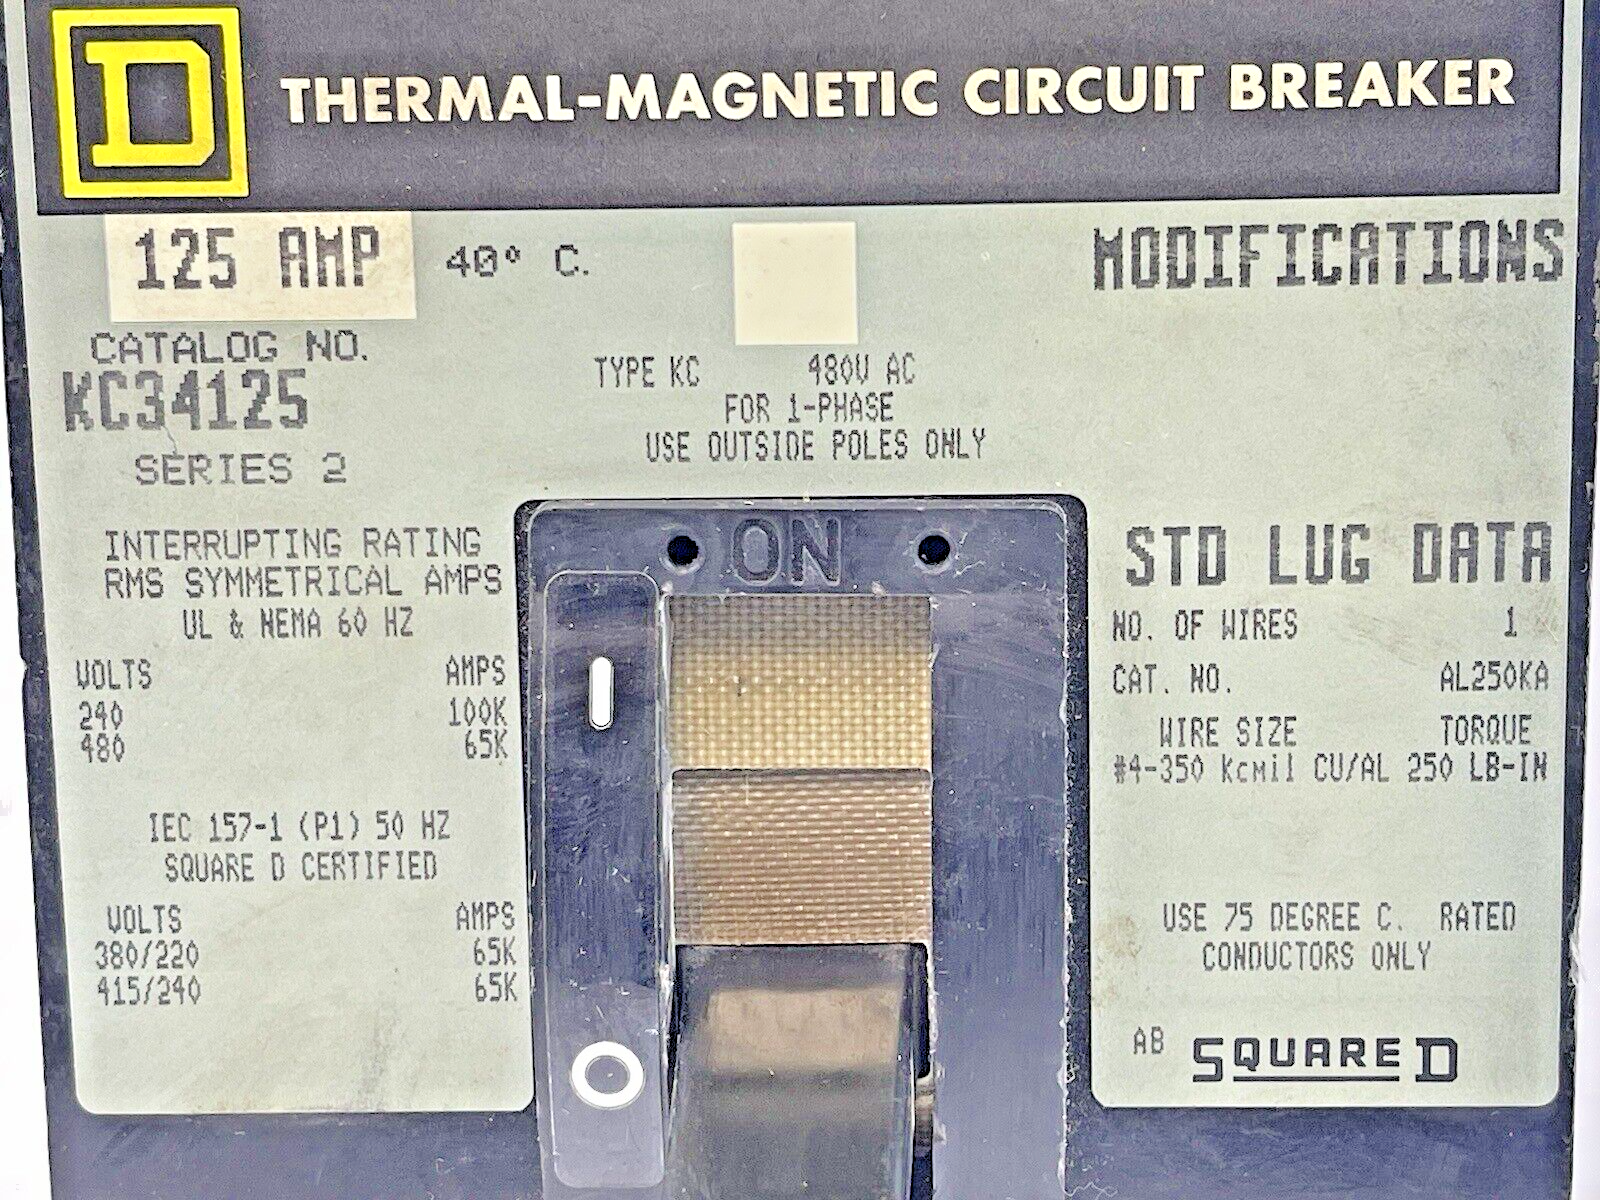 D
THERMAL-MAGNETIC CIRCUIT BREAKER
125 AMP 40° C.
CATALOG NO.
KC34125
SERIES 2
TYPE KC 480V AC
FOR 1-PHASE
USE OUTSIDE POLES ONLY
MODIFICATIONS
INTERRUPTING RATING
RMS SYMMETRICAL AMPS
UL & NEMA 60 HZ
VOLTS AMPS
240 100K
480 65K
IEC 157-1 (P1) 50 HZ
SQUARE D CERTIFIED
VOLTS AMPS
380/220 65K
415/240 65K
ON
I
O
STD LUG DATA
NO. OF WIRES 1
CAT. NO. AL250KA
WIRE SIZE TORQUE
#4-350 Kcmil CU/AL 250 LB-IN
USE 75 DEGREE C. RATED
CONDUCTORS ONLY
AB SQUARE D